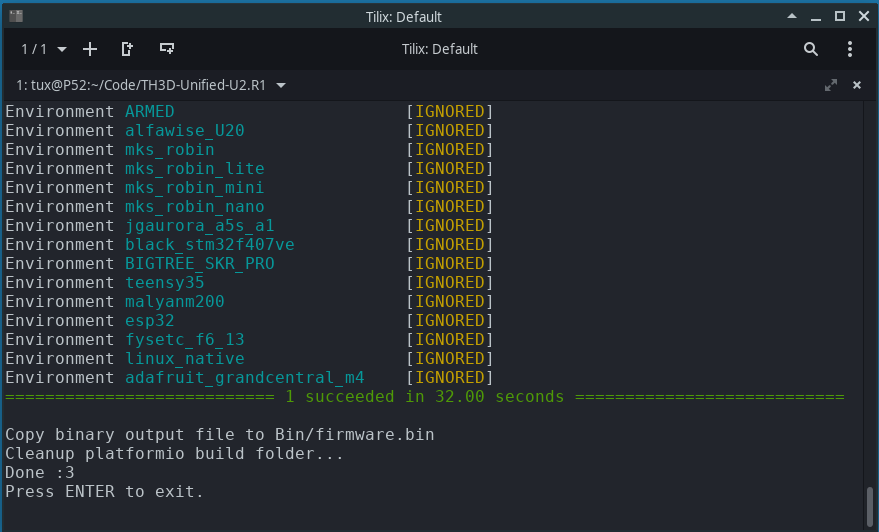 Tilix: Default
1 / 1
Tilix: Default
1: tux@P52:~/Code/TH3D-Unified-U2.R1
Environment ARMED [IGNORED]
Environment alfawise_U20 [IGNORED]
Environment mks_robin [IGNORED]
Environment mks_robin_lite [IGNORED]
Environment mks_robin_mini [IGNORED]
Environment mks_robin_nano [IGNORED]
Environment jgaurora_a5s_a1 [IGNORED]
Environment black_stm32f407ve [IGNORED]
Environment BIGTREE_SKR_PRO [IGNORED]
Environment teensy35 [IGNORED]
Environment malyanm200 [IGNORED]
Environment esp32 [IGNORED]
Environment fysetc_f6_13 [IGNORED]
Environment linux_native [IGNORED]
Environment adafruit_grandcentral_m4 [IGNORED]
=========================== 1 succeeded in 32.00 seconds ===========================
Copy binary output file to Bin/firmware.bin
Cleanup platformio build folder...
Done :3
Press ENTER to exit.